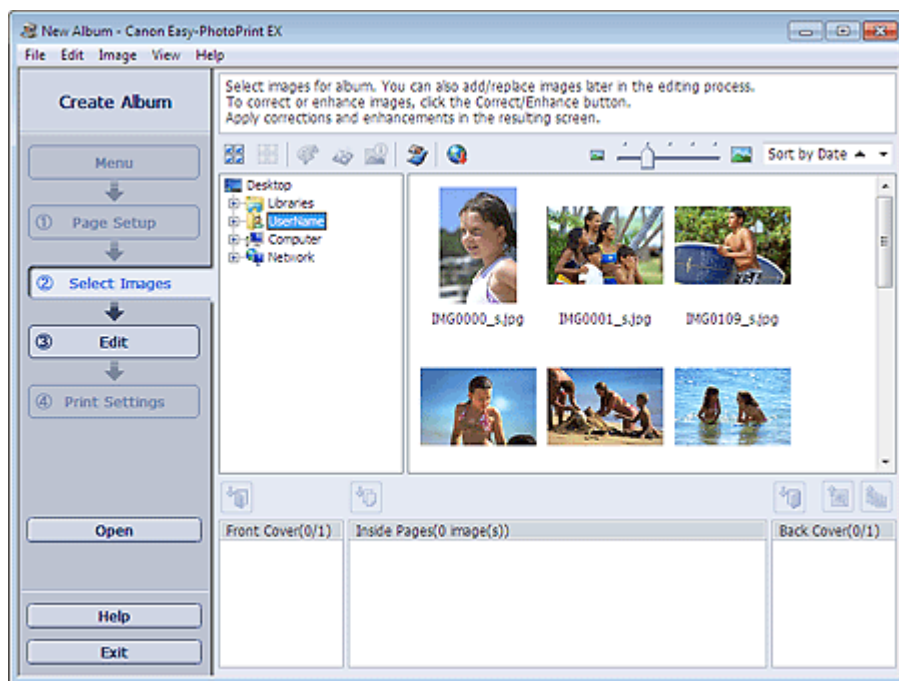 New Album - Canon Easy-PhotoPrint EX
File Edit Image View Help
Create Album
Menu
① Page Setup
② Select Images
③ Edit
④ Print Settings
Open
Help
Exit
Select images for album. You can also add/replace images later in the editing process.
To correct or enhance images, click the Correct/Enhance button.
Apply corrections and enhancements in the resulting screen.
Sort by Date
Desktop
Libraries
UserName
Computer
Network
IMG0000_s.jpg IMG0001_s.jpg IMG0109_s.jpg
Front Cover(0/1) Inside Pages(0 image(s)) Back Cover(0/1)